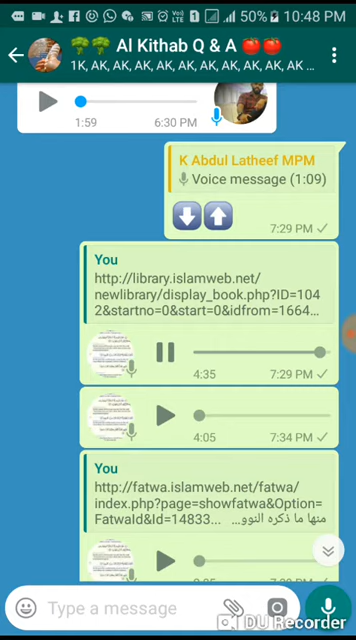 50% 10:48 PM
Al Kithab Q & A
1K, AK, AK, AK, AK, AK, AK, AK, AK, AK ...
1:59 6:30 PM
K Abdul Latheef MPM
Voice message (1:09)
7:29 PM
You
http://library.islamweb.net/
newlibrary/display_book.php?ID=104
2&startno=0&start=0&idfrom=1664...
4:35 7:29 PM
4:05 7:34 PM
You
http://fatwa.islamweb.net/fatwa/
index.php?page=showfatwa&Option=
FatwaId&Id=14833... منها ما ذكره النوو...
Type a message
DU Recorder